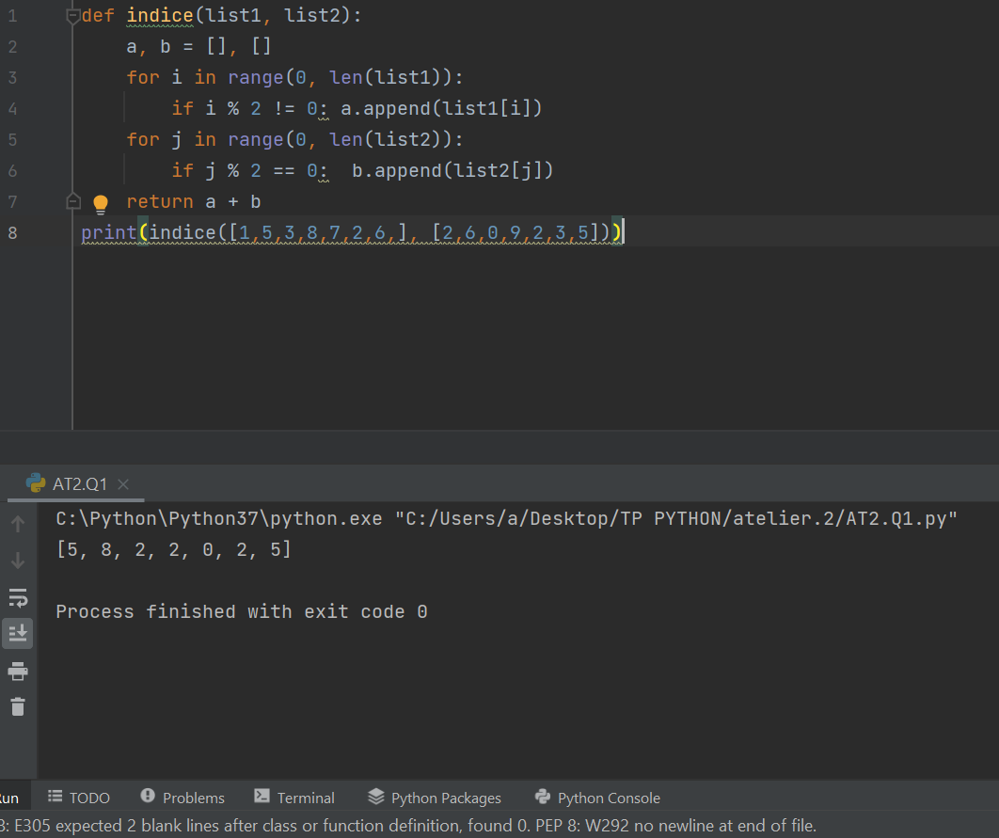 1 def indice(list1, list2):
2     a, b = [], []
3     for i in range(0, len(list1)):
4         if i % 2 != 0: a.append(list1[i])
5     for j in range(0, len(list2)):
6         if j % 2 == 0:  b.append(list2[j])
7     return a + b
8 print(indice([1,5,3,8,7,2,6,], [2,6,0,9,2,3,5]))
AT2.Q1
C:\Python\Python37\python.exe "C:/Users/a/Desktop/TP PYTHON/atelier.2/AT2.Q1.py"
[5, 8, 2, 2, 0, 2, 5]
Process finished with exit code 0
un TODO Problems Terminal Python Packages Python Console
8: E305 expected 2 blank lines after class or function definition, found 0. PEP 8: W292 no newline at end of file.